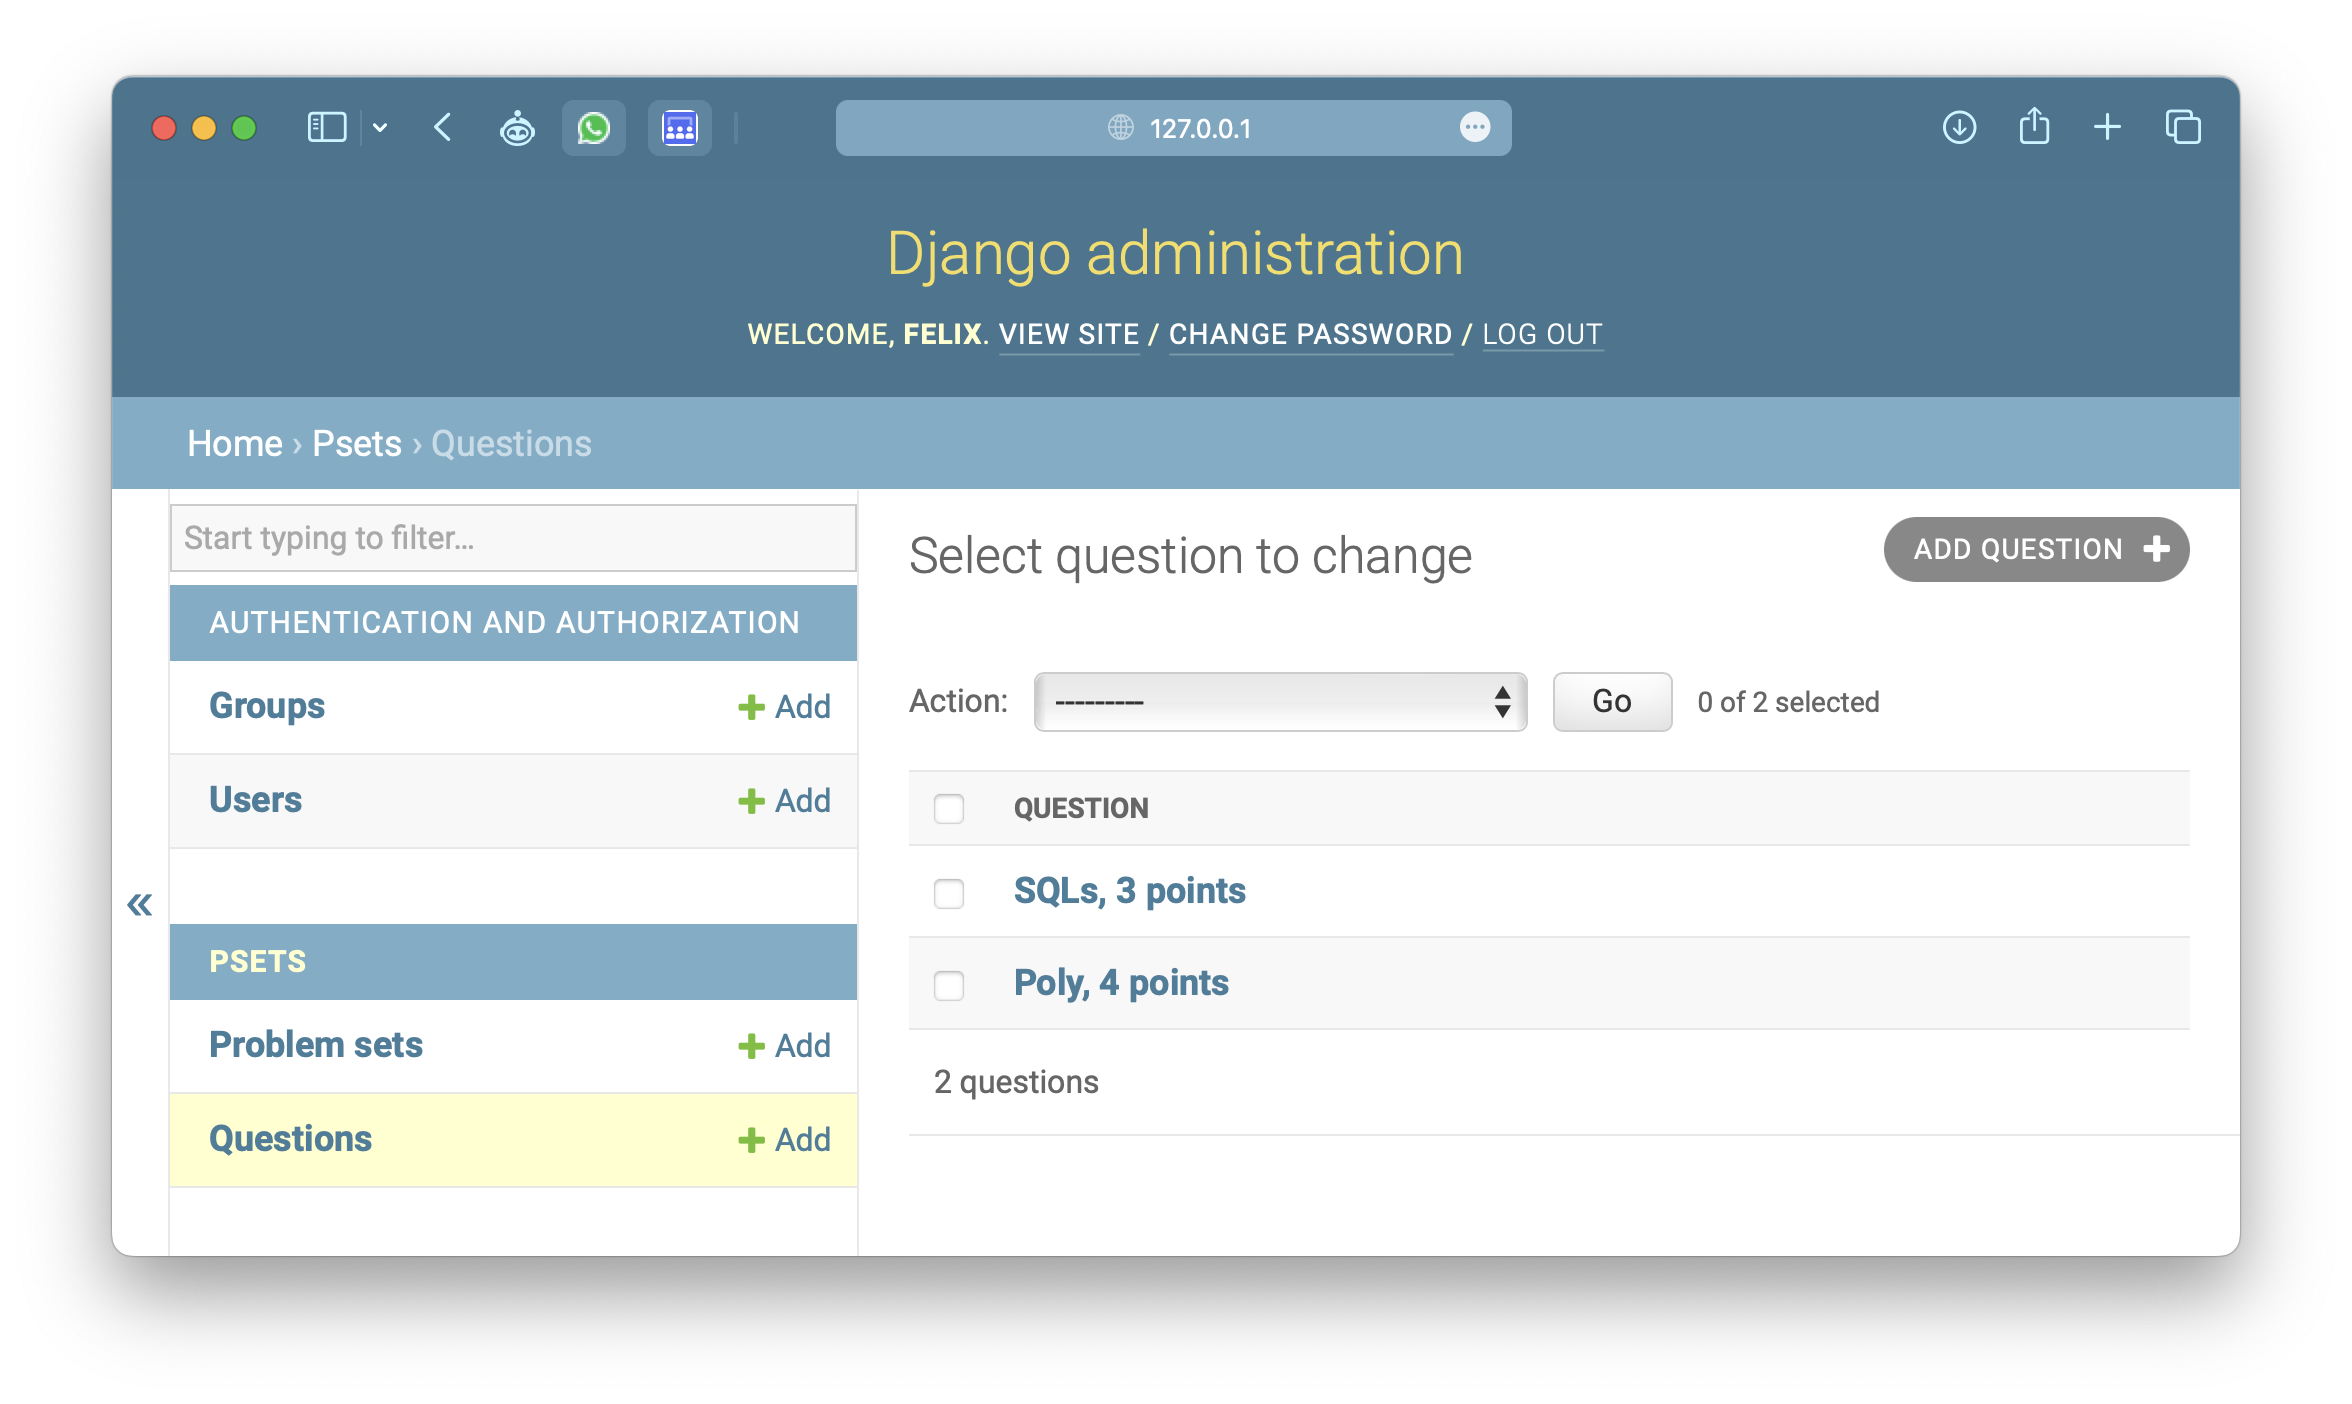 127.0.0.1
Django administration
WELCOME, FELIX. VIEW SITE / CHANGE PASSWORD / LOG OUT
Home › Psets › Questions
Start typing to filter...
AUTHENTICATION AND AUTHORIZATION
Groups + Add
Users + Add
«
PSETS
Problem sets + Add
Questions + Add
Select question to change
ADD QUESTION +
Action: --------- Go 0 of 2 selected
QUESTION
SQLs, 3 points
Poly, 4 points
2 questions